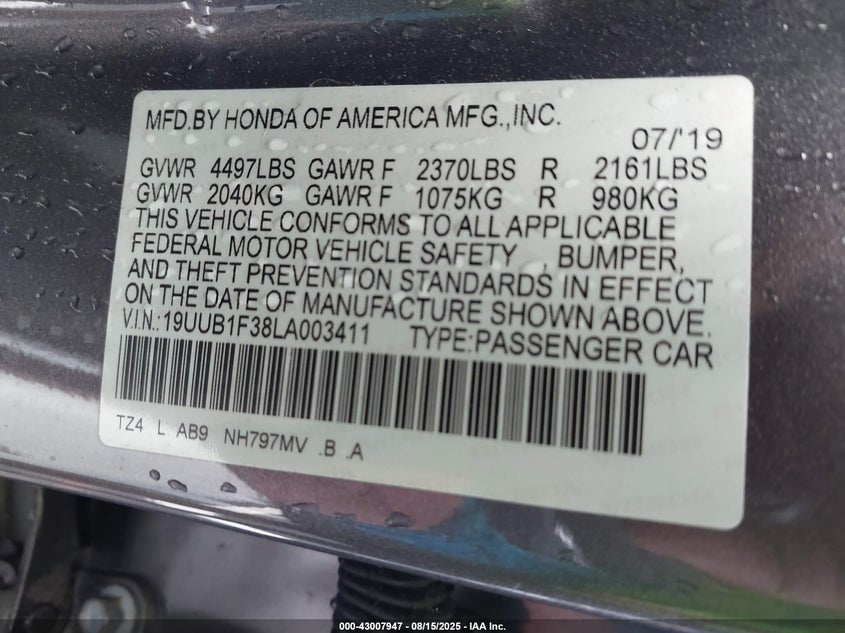 MFD.BY HONDA OF AMERICA MFG.,INC.
07/'19
GVWR 4497LBS GAWR F 2370LBS R 2161LBS
GVWR 2040KG GAWR F 1075KG R 980KG
THIS VEHICLE CONFORMS TO ALL APPLICABLE
FEDERAL MOTOR VEHICLE SAFETY , BUMPER,
AND THEFT PREVENTION STANDARDS IN EFFECT
ON THE DATE OF MANUFACTURE SHOWN ABOVE.
V.I.N.:19UUB1F38LA003411 TYPE:PASSENGER CAR
TZ4 L AB9 NH797MV .B .A
000-43007947 - 08/15/2025 - IAA Inc.